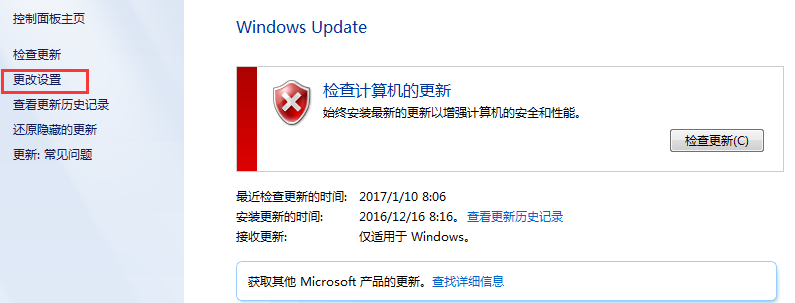 控制面板主页
检查更新
更改设置
查看更新历史记录
还原隐藏的更新
更新: 常见问题
Windows Update
检查计算机的更新
始终安装最新的更新以增强计算机的安全和性能。
检查更新(C)
最近检查更新的时间: 2017/1/10 8:06
安装更新的时间: 2016/12/16 8:16。 查看更新历史记录
接收更新: 仅适用于 Windows。
获取其他 Microsoft 产品的更新。 查找详细信息